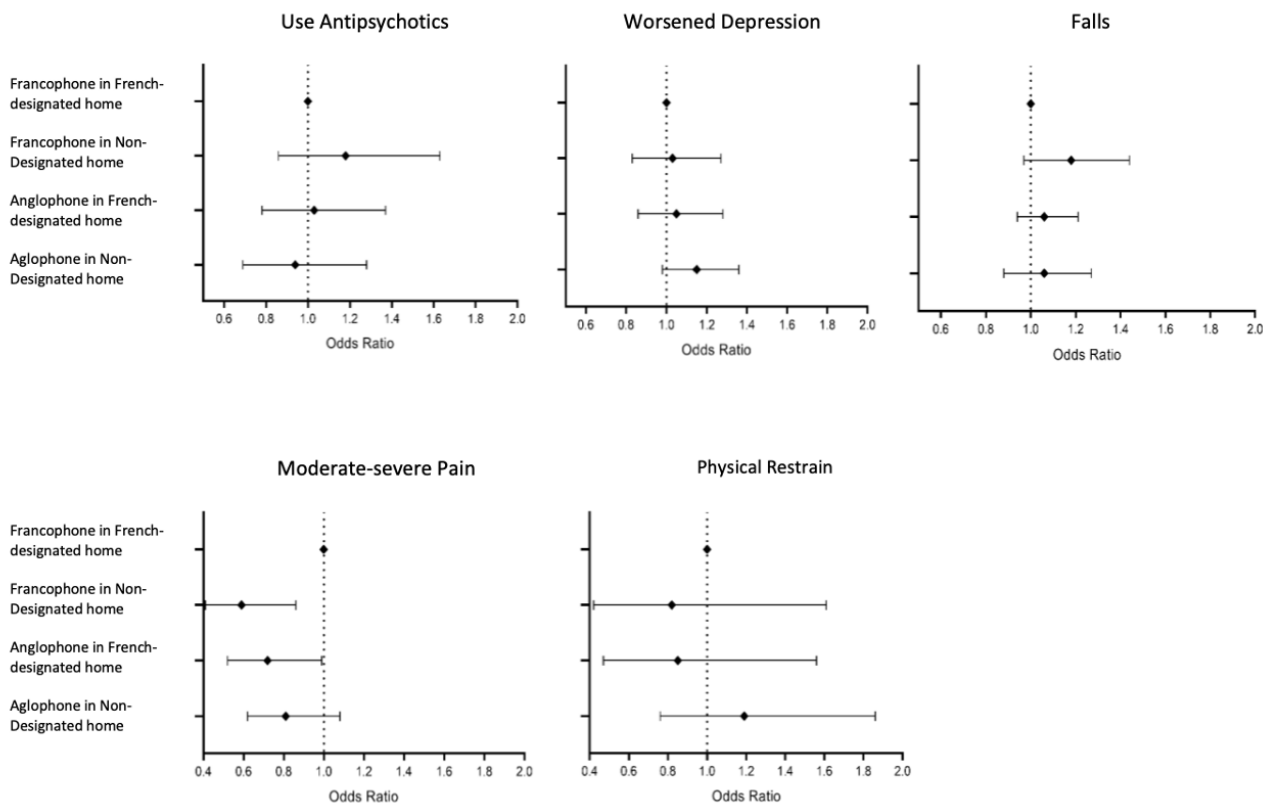 Use Antipsychotics
Worsened Depression
Falls
Francophone in French-
designated home
Francophone in Non-
Designated home
Anglophone in French-
designated home
Aglophone in Non-
Designated home
0.6 0.8 1.0 1.2 1.4 1.6 1.8 2.0
Odds Ratio
0.6 0.8 1.0 1.2 1.4 1.6 1.8 2.0
Odds Ratio
0.6 0.8 1.0 1.2 1.4 1.6 1.8 2.0
Odds Ratio
Moderate-severe Pain
Physical Restrain
Francophone in French-
designated home
Francophone in Non-
Designated home
Anglophone in French-
designated home
Aglophone in Non-
Designated home
0.4 0.6 0.8 1.0 1.2 1.4 1.6 1.8 2.0
Odds Ratio
0.4 0.6 0.8 1.0 1.2 1.4 1.6 1.8 2.0
Odds Ratio